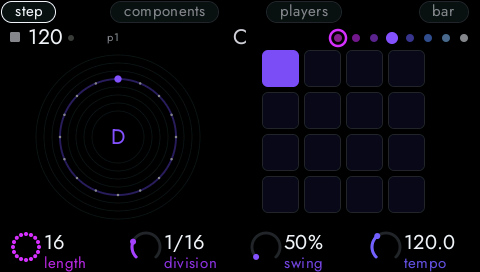 step components players bar
120 p1 C
D
16 1/16 50% 120.0
length division swing tempo